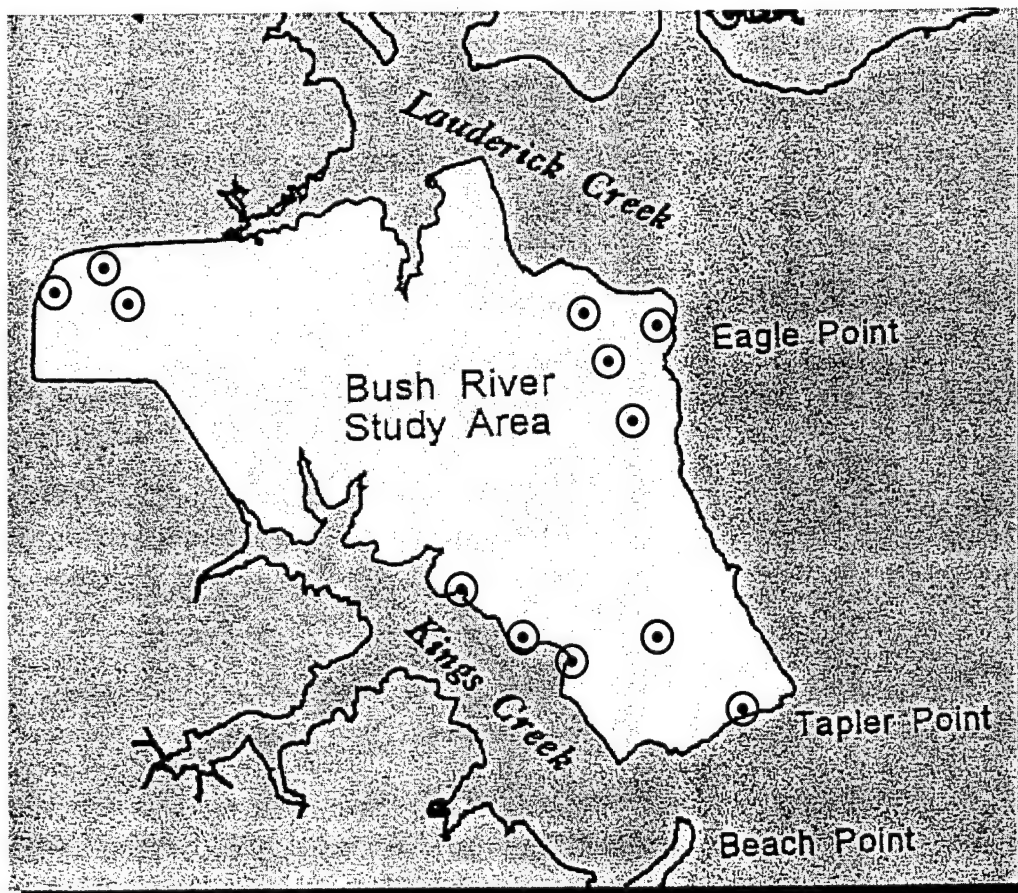 Lauderick Creek
Eagle Point
Bush River
Study Area
Kings Creek
Tapler Point
Beach Point